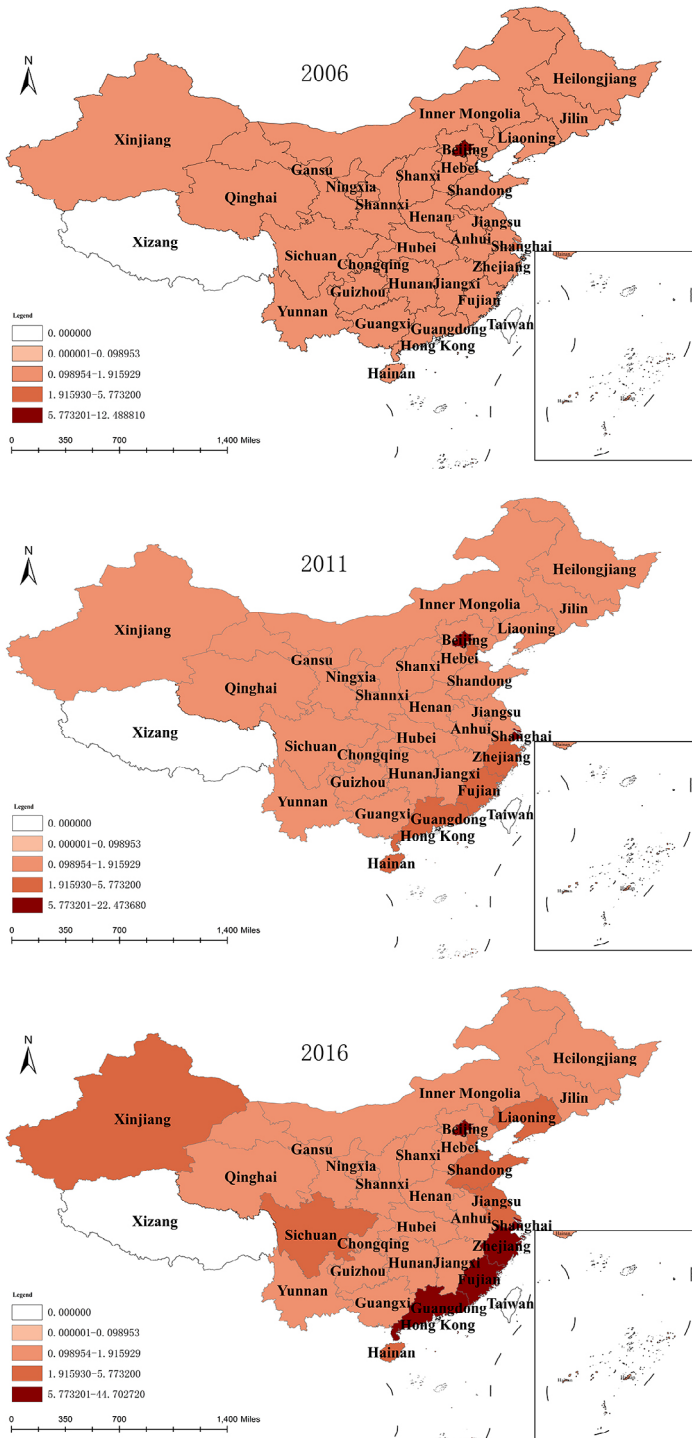 N
2006
Heilongjiang
Inner Mongolia
Jilin
Xinjiang
Liaoning
Beijing
Gansu
Shanxi
Hebei
Ningxia
Shandong
Qinghai
Shannxi
Henan
Jiangsu
Xizang
Hubei
Anhui
Shanghai
Sichuan
Chongqing
Zhejiang
Guizhou
Hunan
Jiangxi
Fujian
Yunnan
Guangxi
Guangdong
Taiwan
Hong Kong
Hainan
Hainan
Legend
0.000000
0.000001-0.098953
0.098954-1.915929
1.915930-5.773200
5.773201-12.488810
0 350 700 1,400 Miles
N
2011
Heilongjiang
Inner Mongolia
Jilin
Xinjiang
Liaoning
Beijing
Gansu
Shanxi
Hebei
Ningxia
Shandong
Qinghai
Shannxi
Henan
Jiangsu
Xizang
Hubei
Anhui
Shanghai
Sichuan
Chongqing
Zhejiang
Guizhou
Hunan
Jiangxi
Fujian
Yunnan
Guangxi
Guangdong
Taiwan
Hong Kong
Hainan
Hainan
Legend
0.000000
0.000001-0.098953
0.098954-1.915929
1.915930-5.773200
5.773201-22.473680
0 350 700 1,400 Miles
N
2016
Heilongjiang
Inner Mongolia
Jilin
Xinjiang
Liaoning
Beijing
Gansu
Shanxi
Hebei
Ningxia
Shandong
Qinghai
Shannxi
Henan
Jiangsu
Xizang
Hubei
Anhui
Shanghai
Sichuan
Chongqing
Zhejiang
Guizhou
Hunan
Jiangxi
Fujian
Yunnan
Guangxi
Guangdong
Taiwan
Hong Kong
Hainan
Hainan
Legend
0.000000
0.000001-0.098953
0.098954-1.915929
1.915930-5.773200
5.773201-44.702720
0 350 700 1,400 Miles